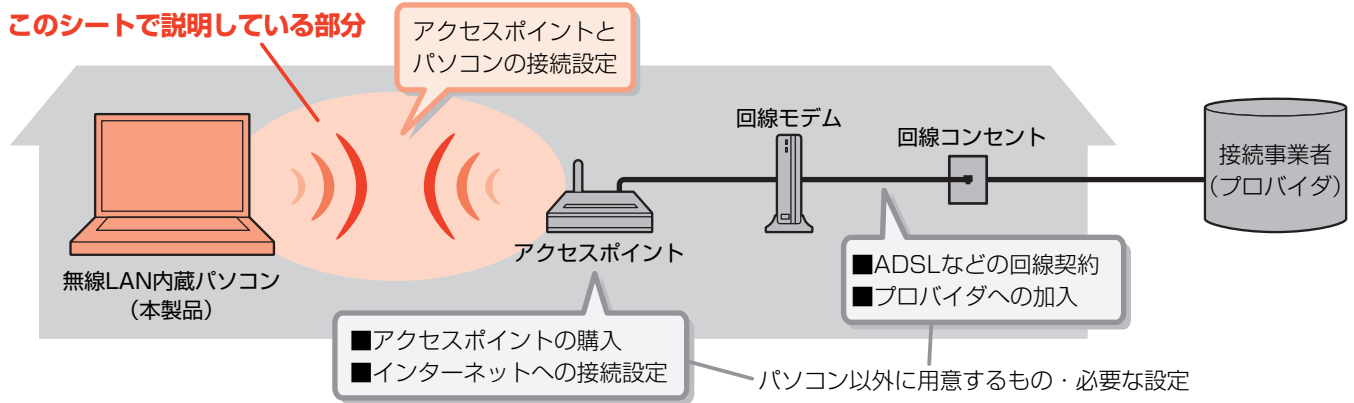 このシートで説明している部分
アクセスポイントと
パソコンの接続設定
回線モデム
回線コンセント
接続事業者
(プロバイダ)
アクセスポイント
無線LAN内蔵パソコン
(本製品)
■ADSLなどの回線契約
■プロバイダへの加入
■アクセスポイントの購入
■インターネットへの接続設定
パソコン以外に用意するもの・必要な設定